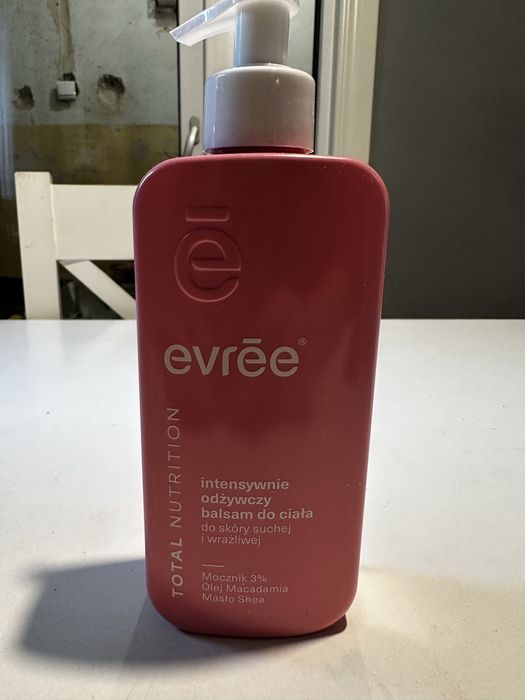 ē
evrēe®
TOTAL NUTRITION
intensywnie
odżywczy
balsam do ciała
do skóry suchej
i wrażliwej
Mocznik 3%
Olej Macadamia
Masło Shea